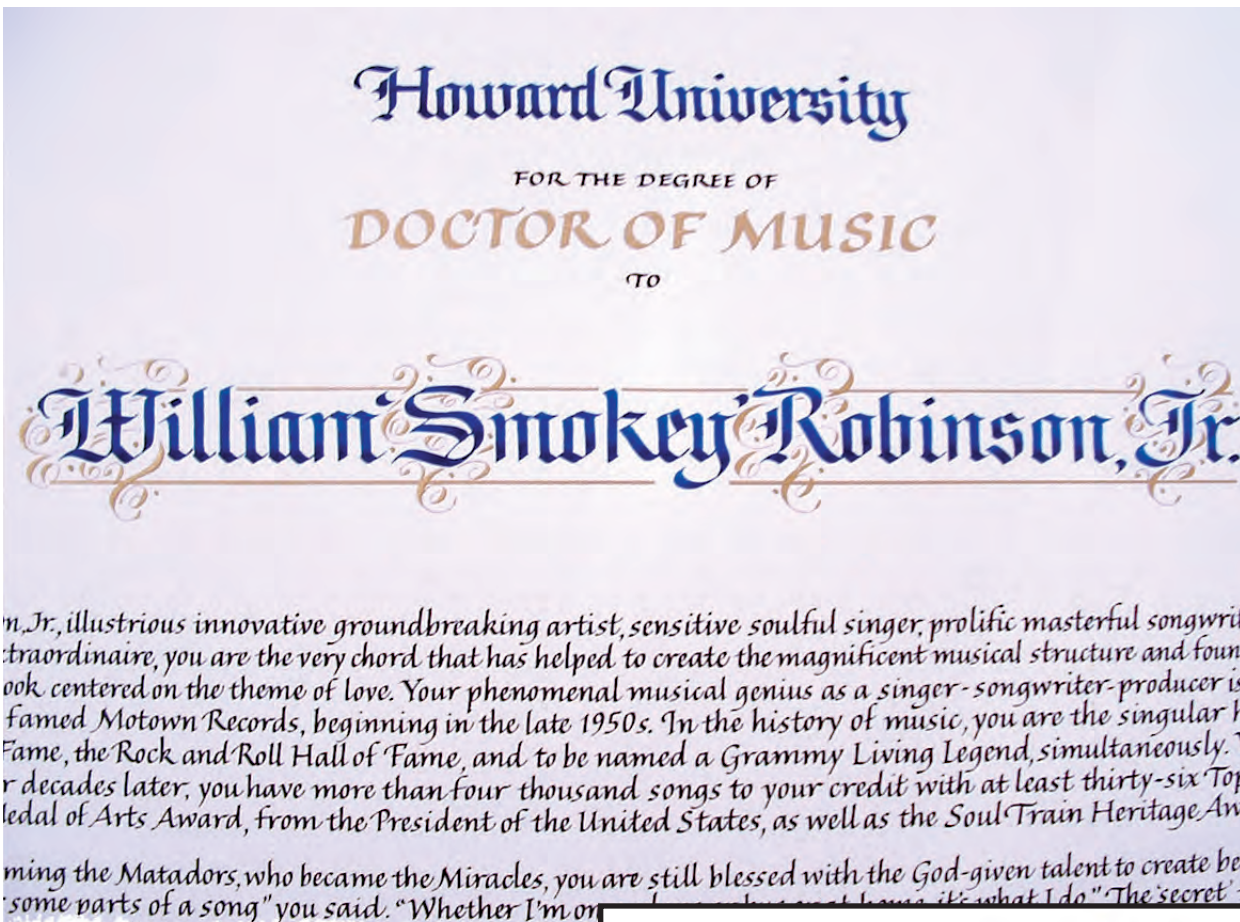 Howard University
FOR THE DEGREE OF
DOCTOR OF MUSIC
TO
William "Smokey" Robinson, Jr.
n, Jr., illustrious innovative groundbreaking artist, sensitive soulful singer, prolific masterful songwrit
traordinaire, you are the very chord that has helped to create the magnificent musical structure and foun
ook centered on the theme of love. Your phenomenal musical genius as a singer-songwriter-producer is
famed Motown Records, beginning in the late 1950s. In the history of music, you are the singular h
Fame, the Rock and Roll Hall of Fame, and to be named a Grammy Living Legend, simultaneously.
r decades later, you have more than four thousand songs to your credit with at least thirty-six Top
edal of Arts Award, from the President of the United States, as well as the Soul Train Heritage Aw
ming the Matadors, who became the Miracles, you are still blessed with the God-given talent to create be
some parts of a song" you said. "Whether I'm on home, it's what I do." The secret